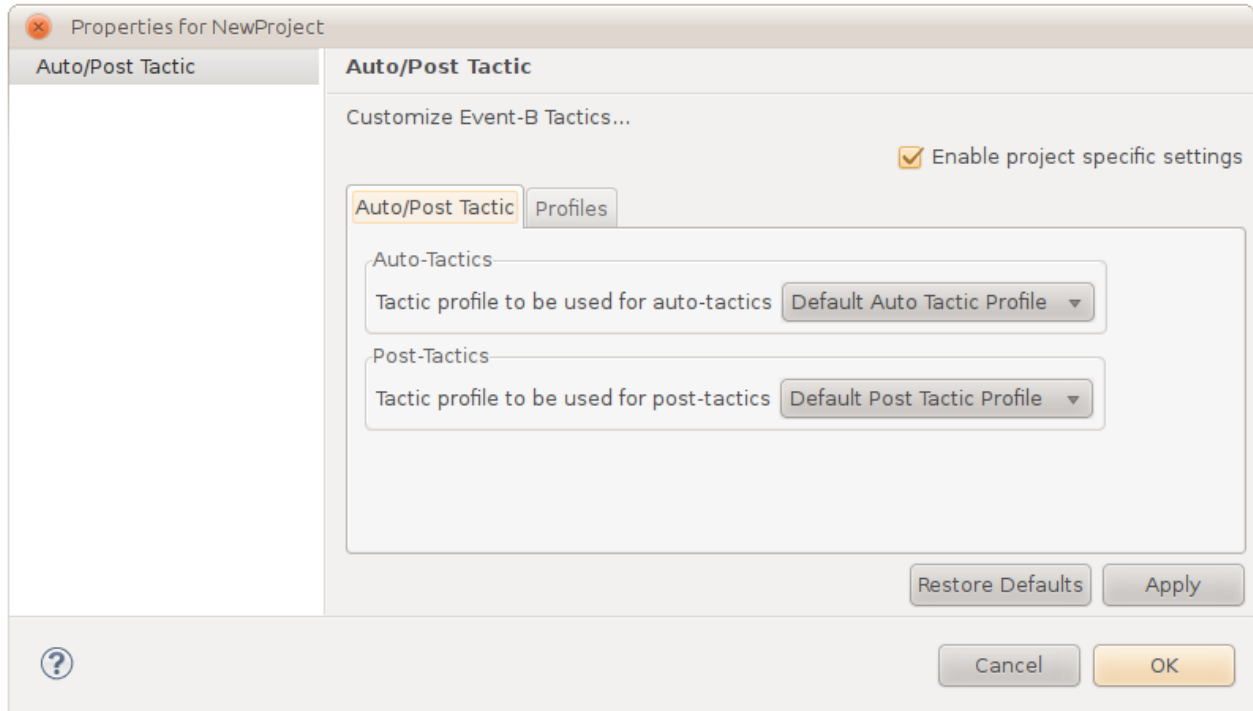 Properties for NewProject
Auto/Post Tactic
Auto/Post Tactic
Customize Event-B Tactics...
Enable project specific settings
Auto/Post Tactic Profiles
Auto-Tactics
Tactic profile to be used for auto-tactics Default Auto Tactic Profile
Post-Tactics
Tactic profile to be used for post-tactics Default Post Tactic Profile
Restore Defaults Apply
? Cancel OK